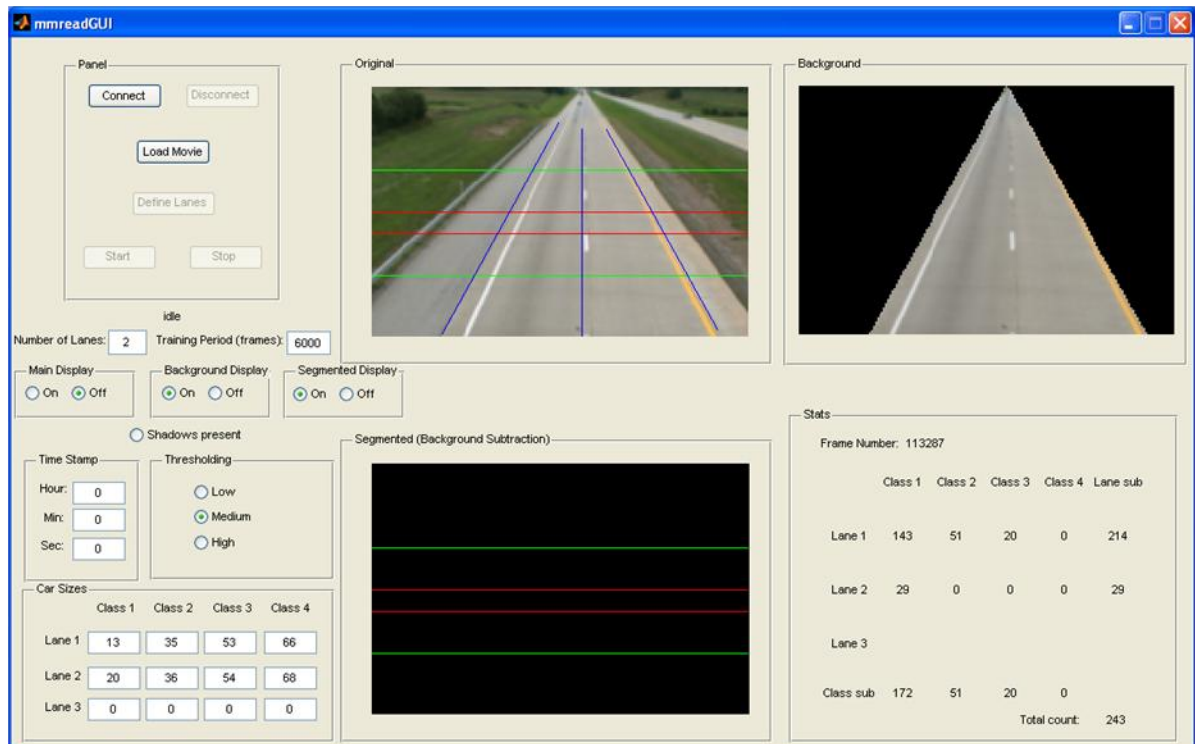 mmreadGUI
Panel
Connect Disconnect
Load Movie
Define Lanes
Start Stop
idle
Number of Lanes: 2 Training Period (frames): 6000
Main Display
On Off
Background Display
On Off
Segmented Display
On Off
Shadows present
Time Stamp
Hour: 0
Min: 0
Sec: 0
Thresholding
Low
Medium
High
Car Sizes
Class 1 Class 2 Class 3 Class 4
Lane 1 13 35 53 66
Lane 2 20 36 54 68
Lane 3 0 0 0 0
Original
Background
Segmented (Background Subtraction)
Stats
Frame Number: 113287
Class 1 Class 2 Class 3 Class 4 Lane sub
Lane 1 143 51 20 0 214
Lane 2 29 0 0 0 29
Lane 3
Class sub 172 51 20 0
Total count: 243